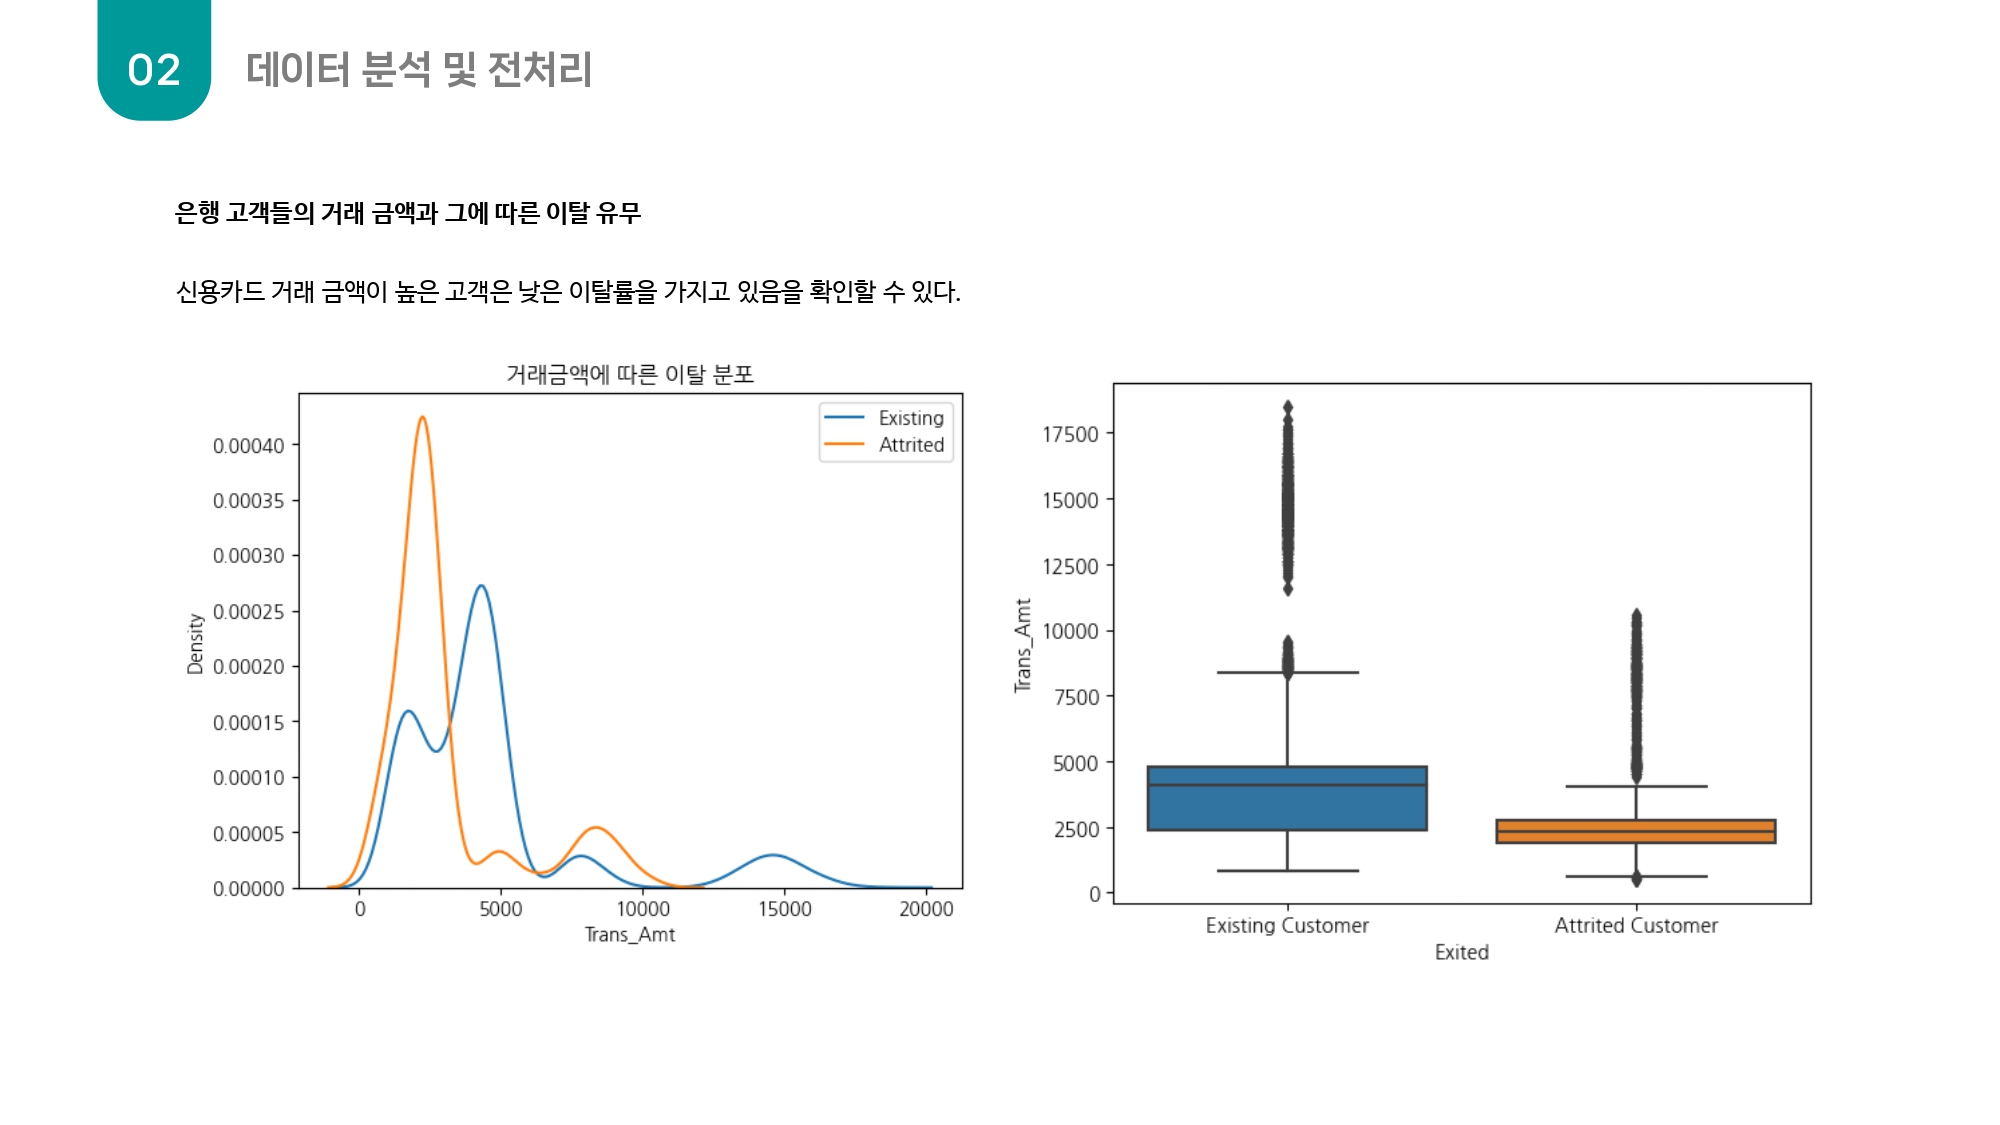 02
데이터 분석 및 전처리
은행 고객들의 거래 금액과 그에 따른 이탈 유무
신용카드 거래 금액이 높은 고객은 낮은 이탈률을 가지고 있음을 확인할 수 있다.
거래금액에 따른 이탈 분포
Existing
Attrited
0.00040
0.00035
0.00030
0.00025
0.00020
0.00015
0.00010
0.00005
0.00000
Density
0 5000 10000 15000 20000
Trans_Amt
17500
15000
12500
10000
7500
5000
2500
0
Trans_Amt
Existing Customer Attrited Customer
Exited